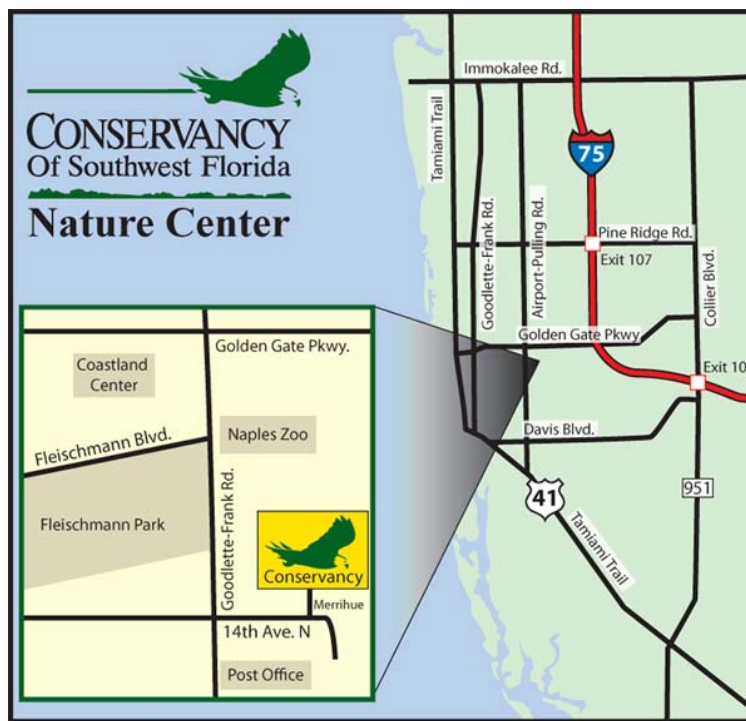 CONSERVANCY
Of Southwest Florida
Nature Center
Immokalee Rd.
Tamiami Trail
75
Goodlette-Frank Rd.
Airport-Pulling Rd.
Pine Ridge Rd.
Exit 107
Collier Blvd.
Golden Gate Pkwy
Exit 10
Davis Blvd.
951
41
Tamiami Trail
Golden Gate Pkwy.
Coastland
Center
Fleischmann Blvd.
Naples Zoo
Fleischmann Park
Goodlette-Frank Rd.
Conservancy
Merrihue
14th Ave. N
Post Office